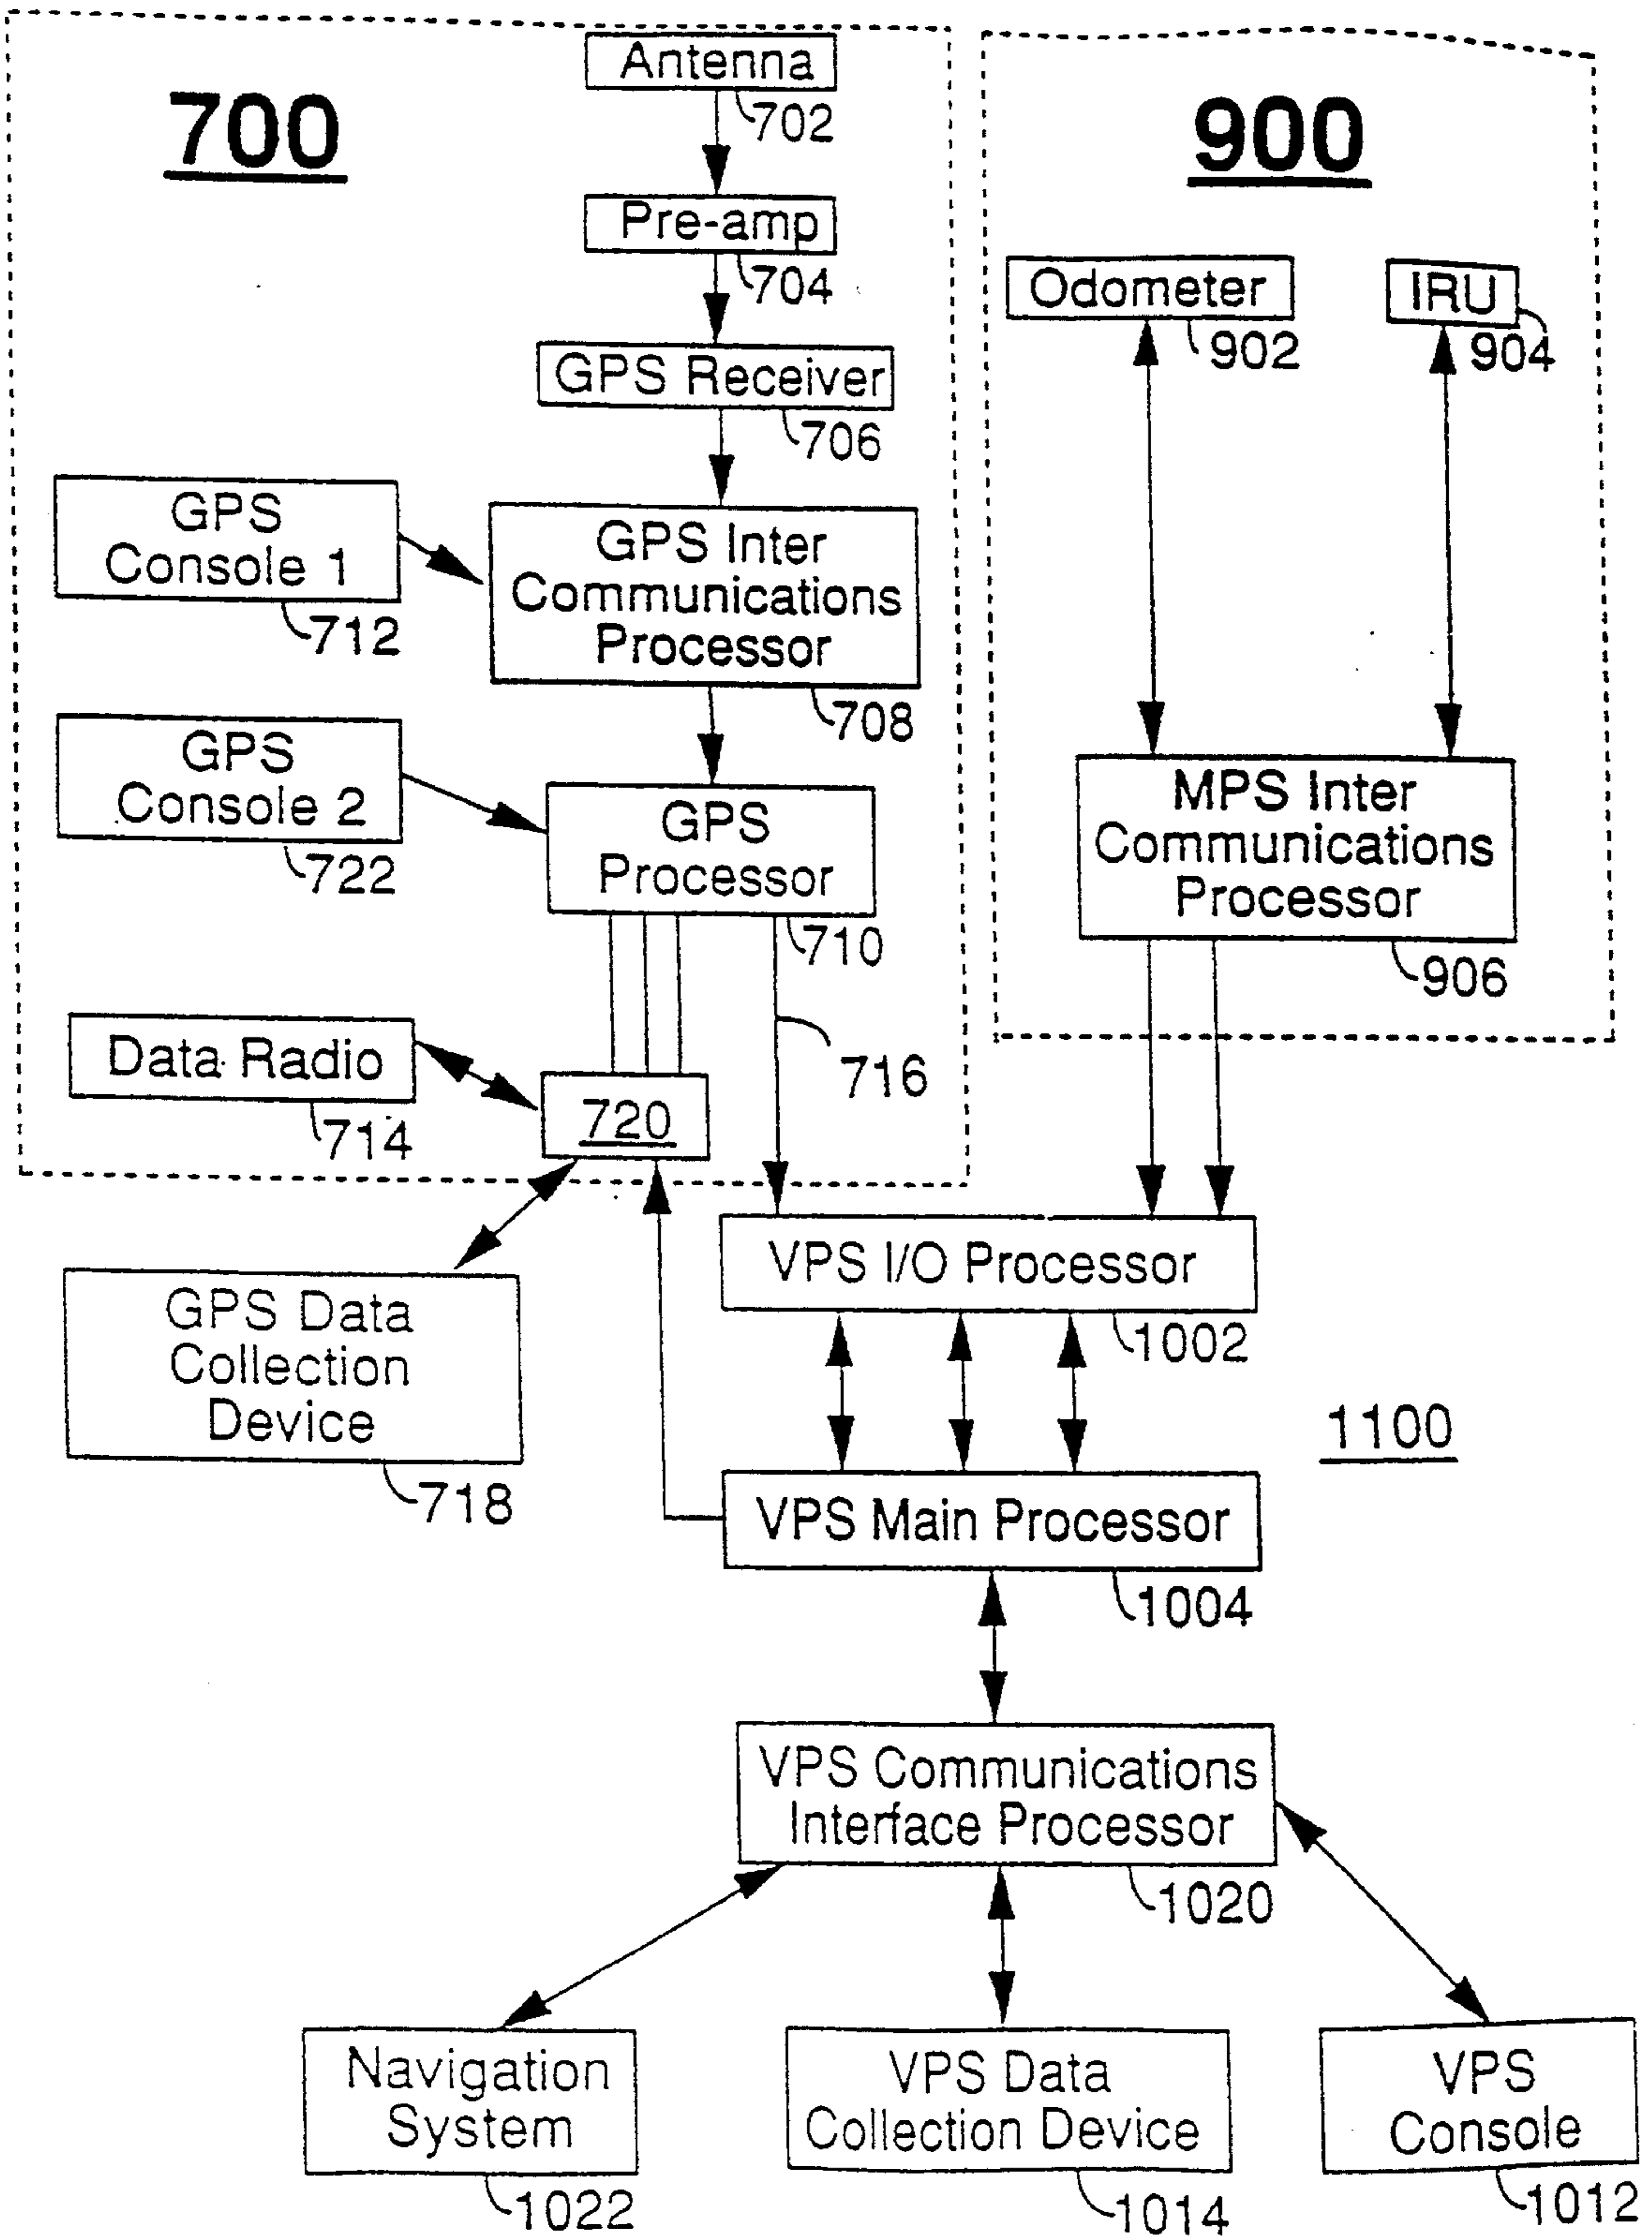 700
Antenna
702
Pre-amp
704
GPS Receiver
706
GPS
Console 1
712
GPS Inter
Communications
Processor
708
GPS
Console 2
722
GPS
Processor
710
Data Radio
714
720
716
900
Odometer
902
IRU
904
MPS Inter
Communications
Processor
906
GPS Data
Collection
Device
718
VPS I/O Processor
1002
1100
VPS Main Processor
1004
VPS Communications
Interface Processor
1020
Navigation
System
1022
VPS Data
Collection Device
1014
VPS
Console
1012